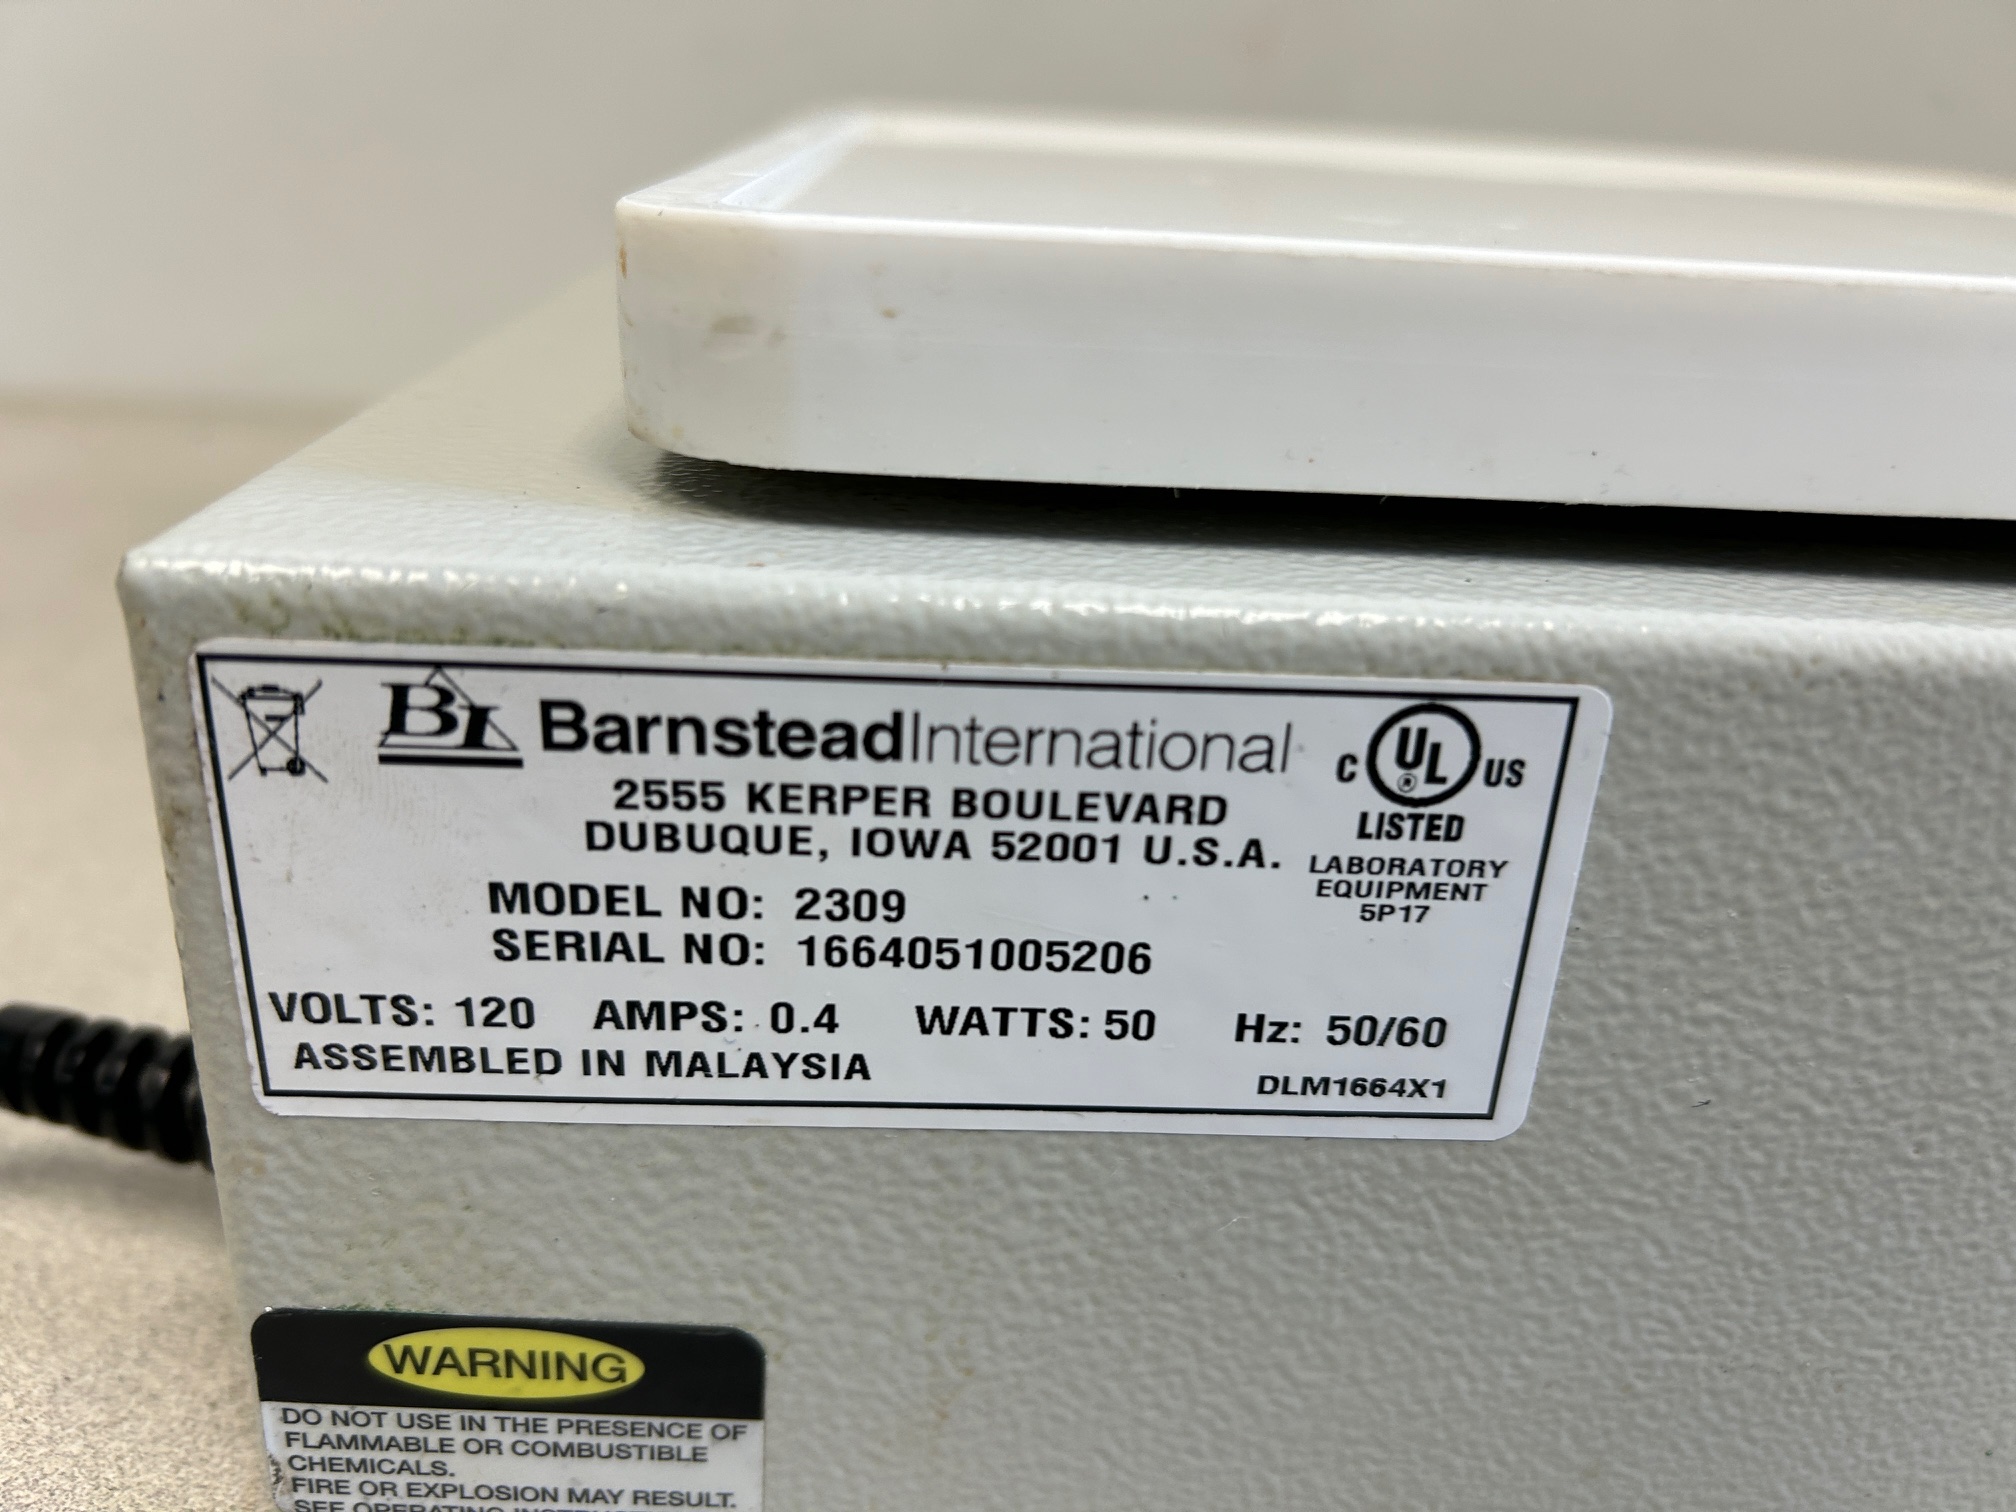 BI BarnsteadInternational
2555 KERPER BOULEVARD
DUBUQUE, IOWA 52001 U.S.A.
C UL® US
LISTED
LABORATORY
EQUIPMENT
5P17
MODEL NO: 2309
SERIAL NO: 1664051005206
VOLTS: 120 AMPS: 0.4 WATTS: 50 Hz: 50/60
ASSEMBLED IN MALAYSIA
DLM1664X1
WARNING
DO NOT USE IN THE PRESENCE OF
FLAMMABLE OR COMBUSTIBLE
CHEMICALS.
FIRE OR EXPLOSION MAY RESULT.
SEE OPERATING